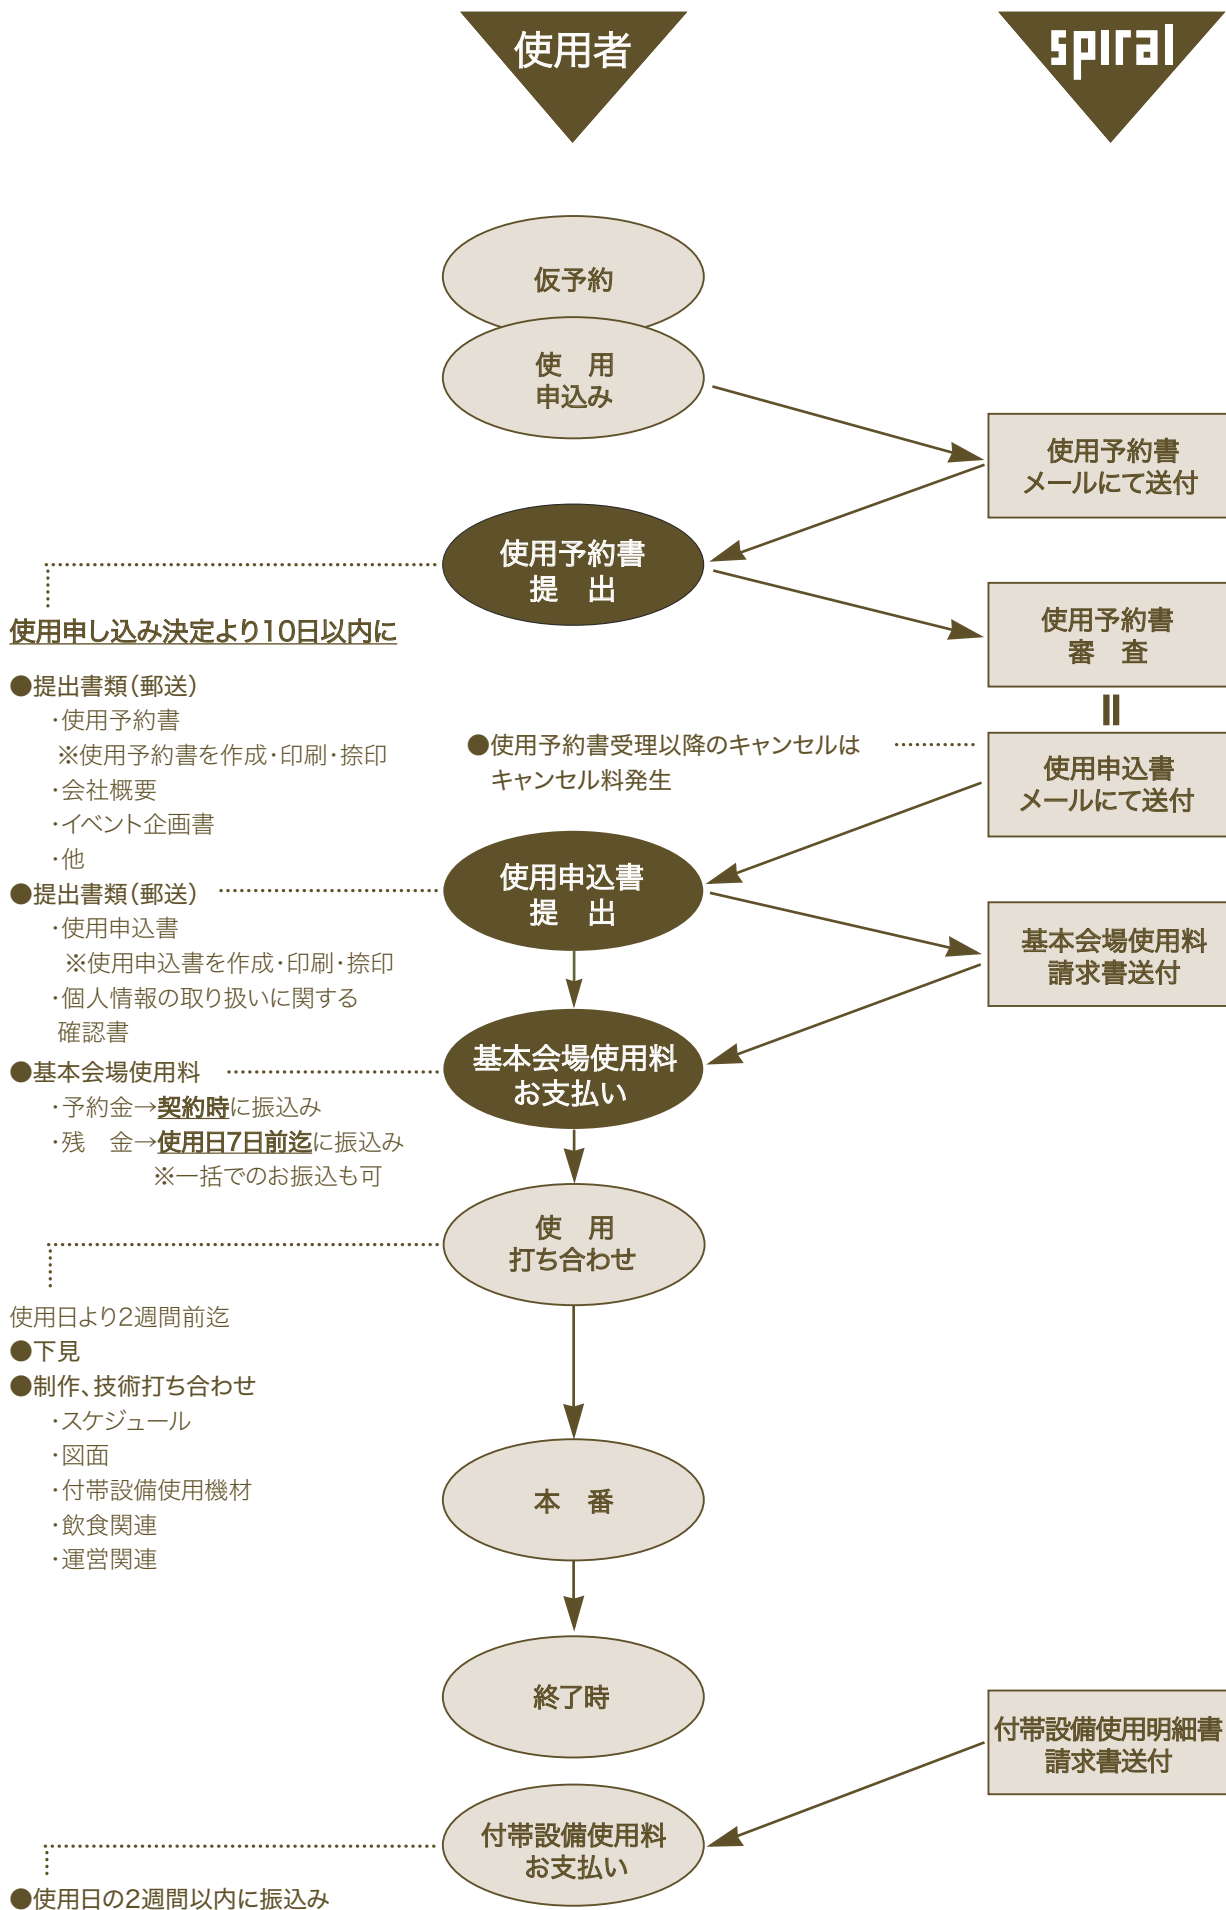 使用者
spiral
仮予約
使　用
申込み
使用予約書
メールにて送付
使用予約書
提　出
使用申し込み決定より10日以内に
使用予約書
審　査
●提出書類（郵送）
・使用予約書
※使用予約書を作成・印刷・捺印
・会社概要
・イベント企画書
・他
●使用予約書受理以降のキャンセルは
キャンセル料発生
使用申込書
メールにて送付
使用申込書
提　出
●提出書類（郵送）
・使用申込書
※使用申込書を作成・印刷・捺印
・個人情報の取り扱いに関する
確認書
基本会場使用料
請求書送付
基本会場使用料
お支払い
●基本会場使用料
・予約金→契約時に振込み
・残　金→使用日7日前迄に振込み
※一括でのお振込も可
使　用
打ち合わせ
使用日より2週間前迄
●下見
●制作、技術打ち合わせ
・スケジュール
・図面
・付帯設備使用機材
・飲食関連
・運営関連
本　番
終了時
付帯設備使用明細書
請求書送付
付帯設備使用料
お支払い
●使用日の2週間以内に振込み